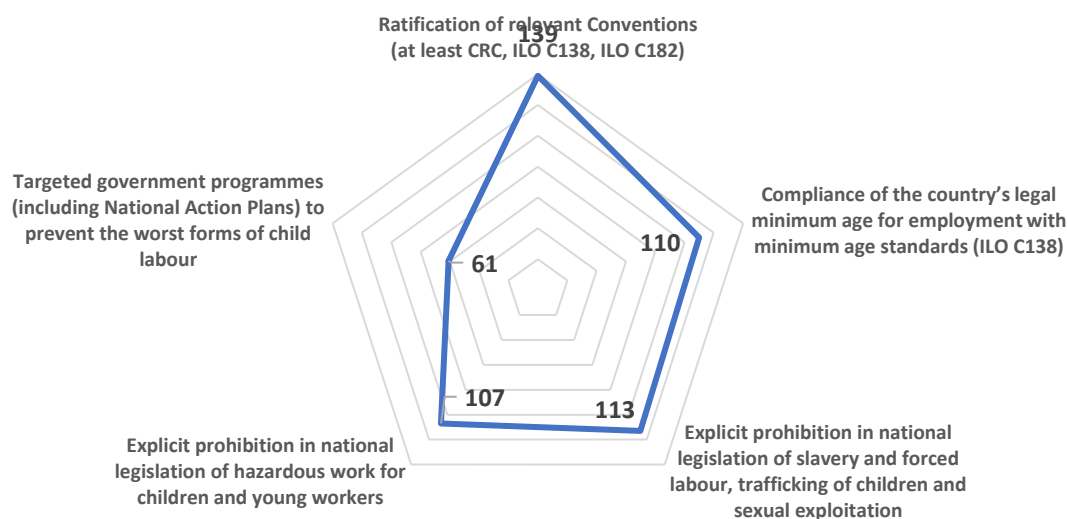 Ratification of relevant Conventions
139
(at least CRC, ILO C138, ILO C182)
Compliance of the country’s legal
minimum age for employment with
minimum age standards (ILO C138)
110
Explicit prohibition in national
legislation of slavery and forced
labour, trafficking of children and
sexual exploitation
113
Explicit prohibition in national
legislation of hazardous work for
children and young workers
107
Targeted government programmes
(including National Action Plans) to
prevent the worst forms of child
labour
61